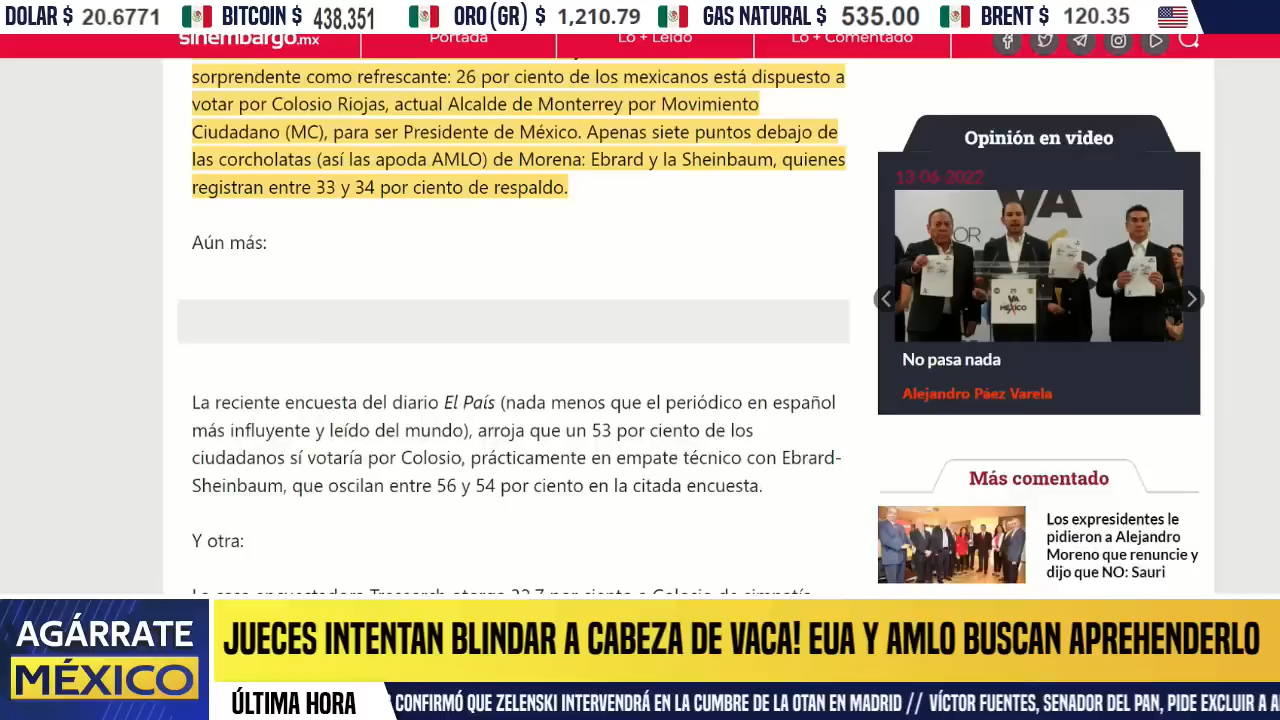 DOLAR $ 20.6771 BITCOIN $ 438,351 ORO(GR) $ 1,210.79 GAS NATURAL $ 535.00 BRENT $ 120.35
sinembargo.mx Portada Lo + Leído Lo + Comentado
sorprendente como refrescante: 26 por ciento de los mexicanos está dispuesto a
votar por Colosio Riojas, actual Alcalde de Monterrey por Movimiento
Ciudadano (MC), para ser Presidente de México. Apenas siete puntos debajo de
las corcholatas (así las apoda AMLO) de Morena: Ebrard y la Sheinbaum, quienes
registran entre 33 y 34 por ciento de respaldo.
Aún más:
La reciente encuesta del diario El País (nada menos que el periódico en español
más influyente y leído del mundo), arroja que un 53 por ciento de los
ciudadanos sí votaría por Colosio, prácticamente en empate técnico con Ebrard-
Sheinbaum, que oscilan entre 56 y 54 por ciento en la citada encuesta.
Y otra:
Opinión en video
13-06-2022
VA
POR
VA
MÉXICO
No pasa nada
Alejandro Páez Varela
Más comentado
Los expresidentes le
pidieron a Alejandro
Moreno que renuncie y
dijo que NO: Sauri
AGÁRRATE
MÉXICO
JUECES INTENTAN BLINDAR A CABEZA DE VACA! EUA Y AMLO BUSCAN APREHENDERLO
ÚLTIMA HORA
CONFIRMÓ QUE ZELENSKI INTERVENDRÁ EN LA CUMBRE DE LA OTAN EN MADRID // VÍCTOR FUENTES, SENADOR DEL PAN, PIDE EXCLUIR A